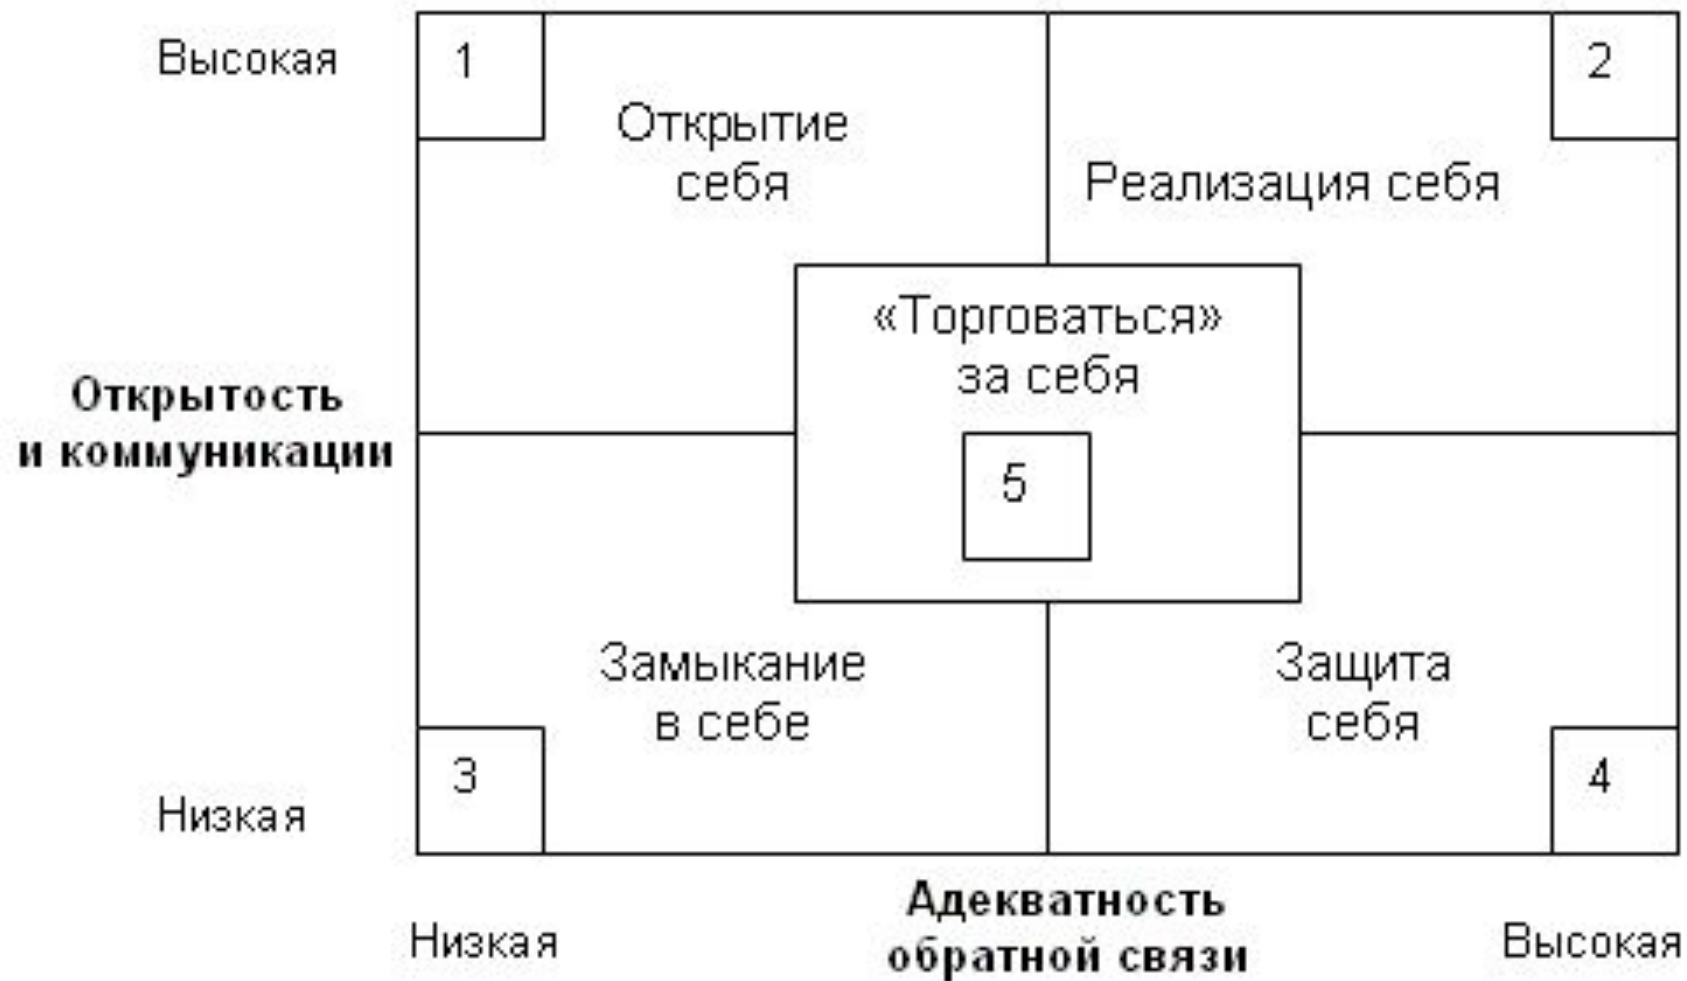 Высокая
1
2
Открытие
себя
Реализация себя
«Торговаться»
за себя
Открытость
и коммуникации
5
Замыкание
в себе
Защита
себя
3
4
Низкая
Низкая
Адекватность
обратной связи
Высокая